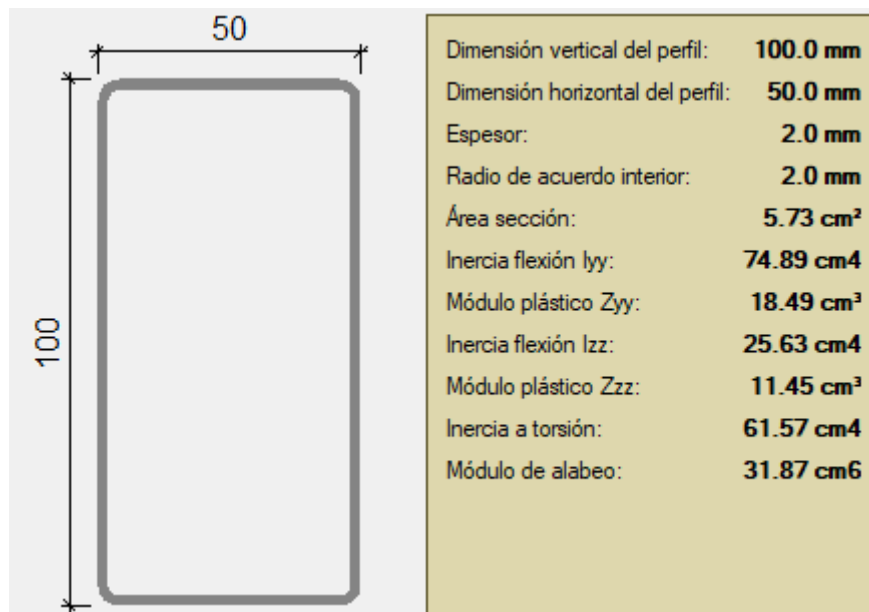 50
100
Dimensión vertical del perfil: 100.0 mm
Dimensión horizontal del perfil: 50.0 mm
Espesor: 2.0 mm
Radio de acuerdo interior: 2.0 mm
Área sección: 5.73 cm²
Inercia flexión Iyy: 74.89 cm4
Módulo plástico Zyy: 18.49 cm³
Inercia flexión Izz: 25.63 cm4
Módulo plástico Zzz: 11.45 cm³
Inercia a torsión: 61.57 cm4
Módulo de alabeo: 31.87 cm6